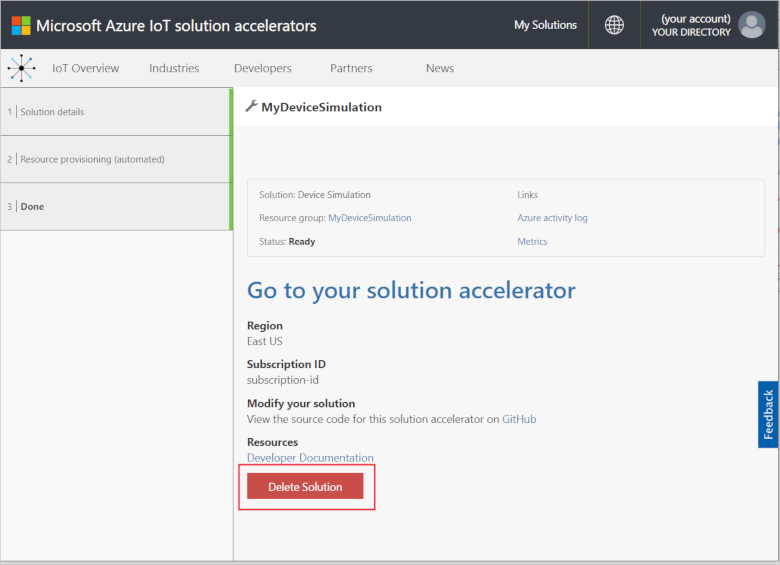 Microsoft Azure IoT solution accelerators
My Solutions
(your account)
YOUR DIRECTORY
IoT Overview Industries Developers Partners News
1 Solution details
2 Resource provisioning (automated)
3 Done
MyDeviceSimulation
Solution: Device Simulation
Resource group: MyDeviceSimulation
Status: Ready
Links
Azure activity log
Metrics
Go to your solution accelerator
Region
East US
Subscription ID
subscription-id
Modify your solution
View the source code for this solution accelerator on GitHub
Resources
Developer Documentation
Delete Solution
Feedback